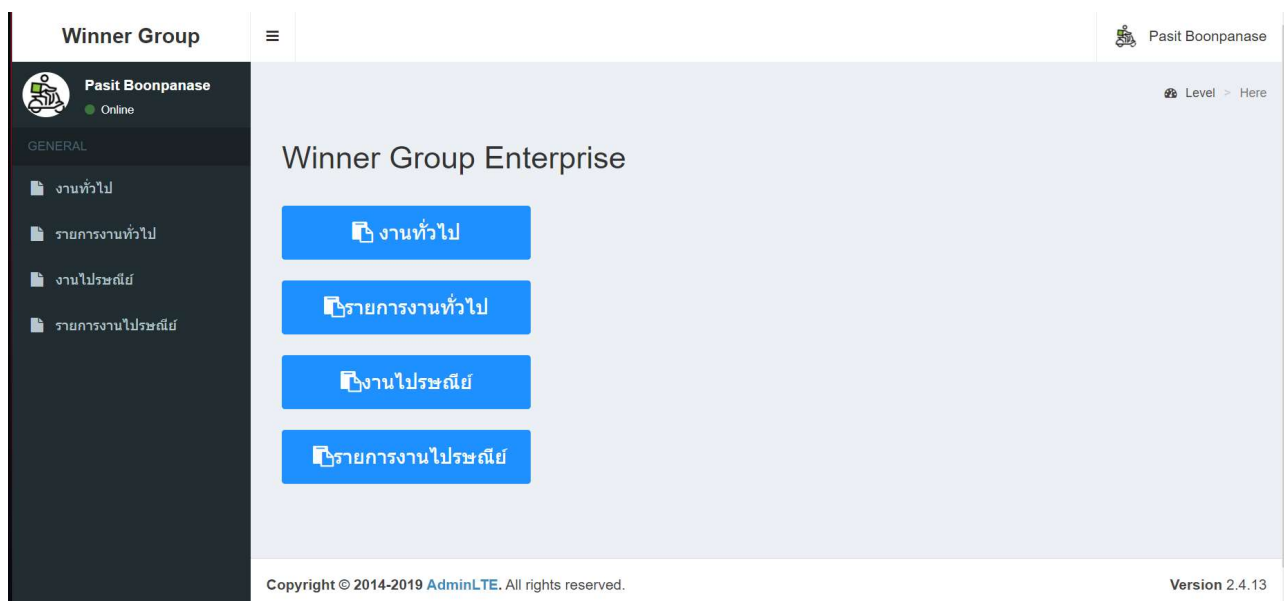 Winner Group
Pasit Boonpanase
Pasit Boonpanase
Online
Level > Here
GENERAL
งานทั่วไป
รายการงานทั่วไป
งานไปรษณีย์
รายการงานไปรษณีย์
Winner Group Enterprise
งานทั่วไป
รายการงานทั่วไป
งานไปรษณีย์
รายการงานไปรษณีย์
Copyright © 2014-2019 AdminLTE. All rights reserved.
Version 2.4.13